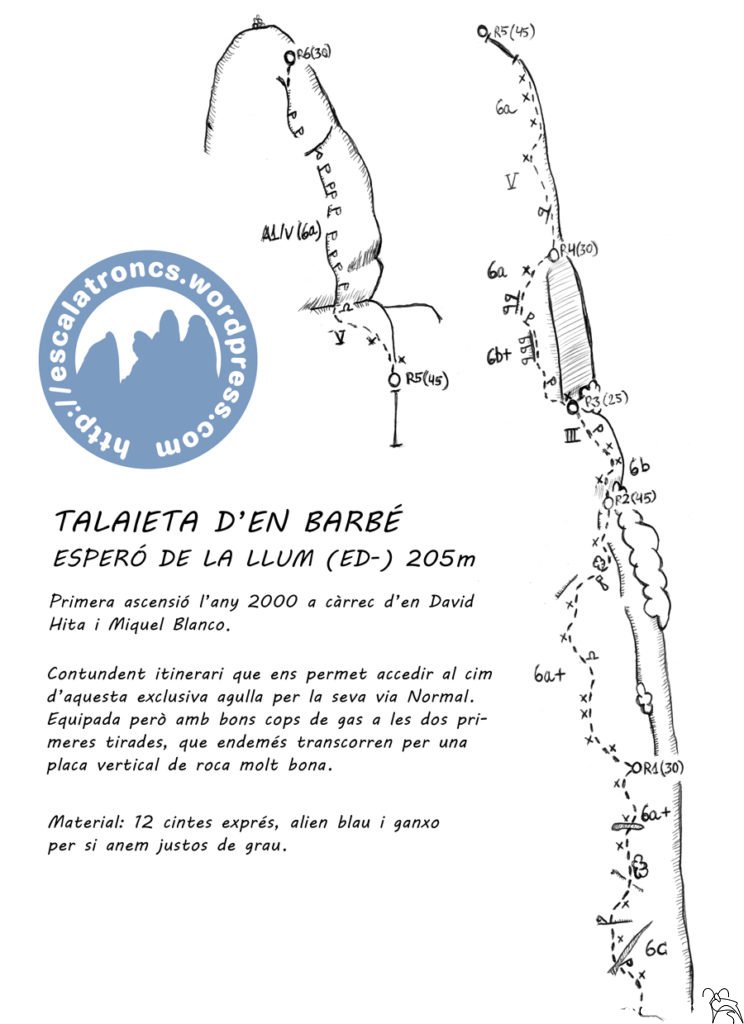 R6(30)
A1/V (6a)
V
R5(45)
R5(45)
6a
V
R4(30)
6a
6b+
R3(25)
III
6b
R2(45)
6a+
R1(30)
6a+
6a
http://escalatroncs.wordpress.com
TALAIETA D'EN BARBÉ
ESPERÓ DE LA LLUM (ED-) 205m
Primera ascensió l'any 2000 a càrrec d'en David
Hita i Miquel Blanco.
Contundent itinerari que ens permet accedir al cim
d'aquesta exclusiva agulla per la seva via Normal.
Equipada però amb bons cops de gas a les dos pri-
meres tirades, que endemés transcorren per una
placa vertical de roca molt bona.
Material: 12 cintes exprés, alien blau i ganxo
per si anem justos de grau.